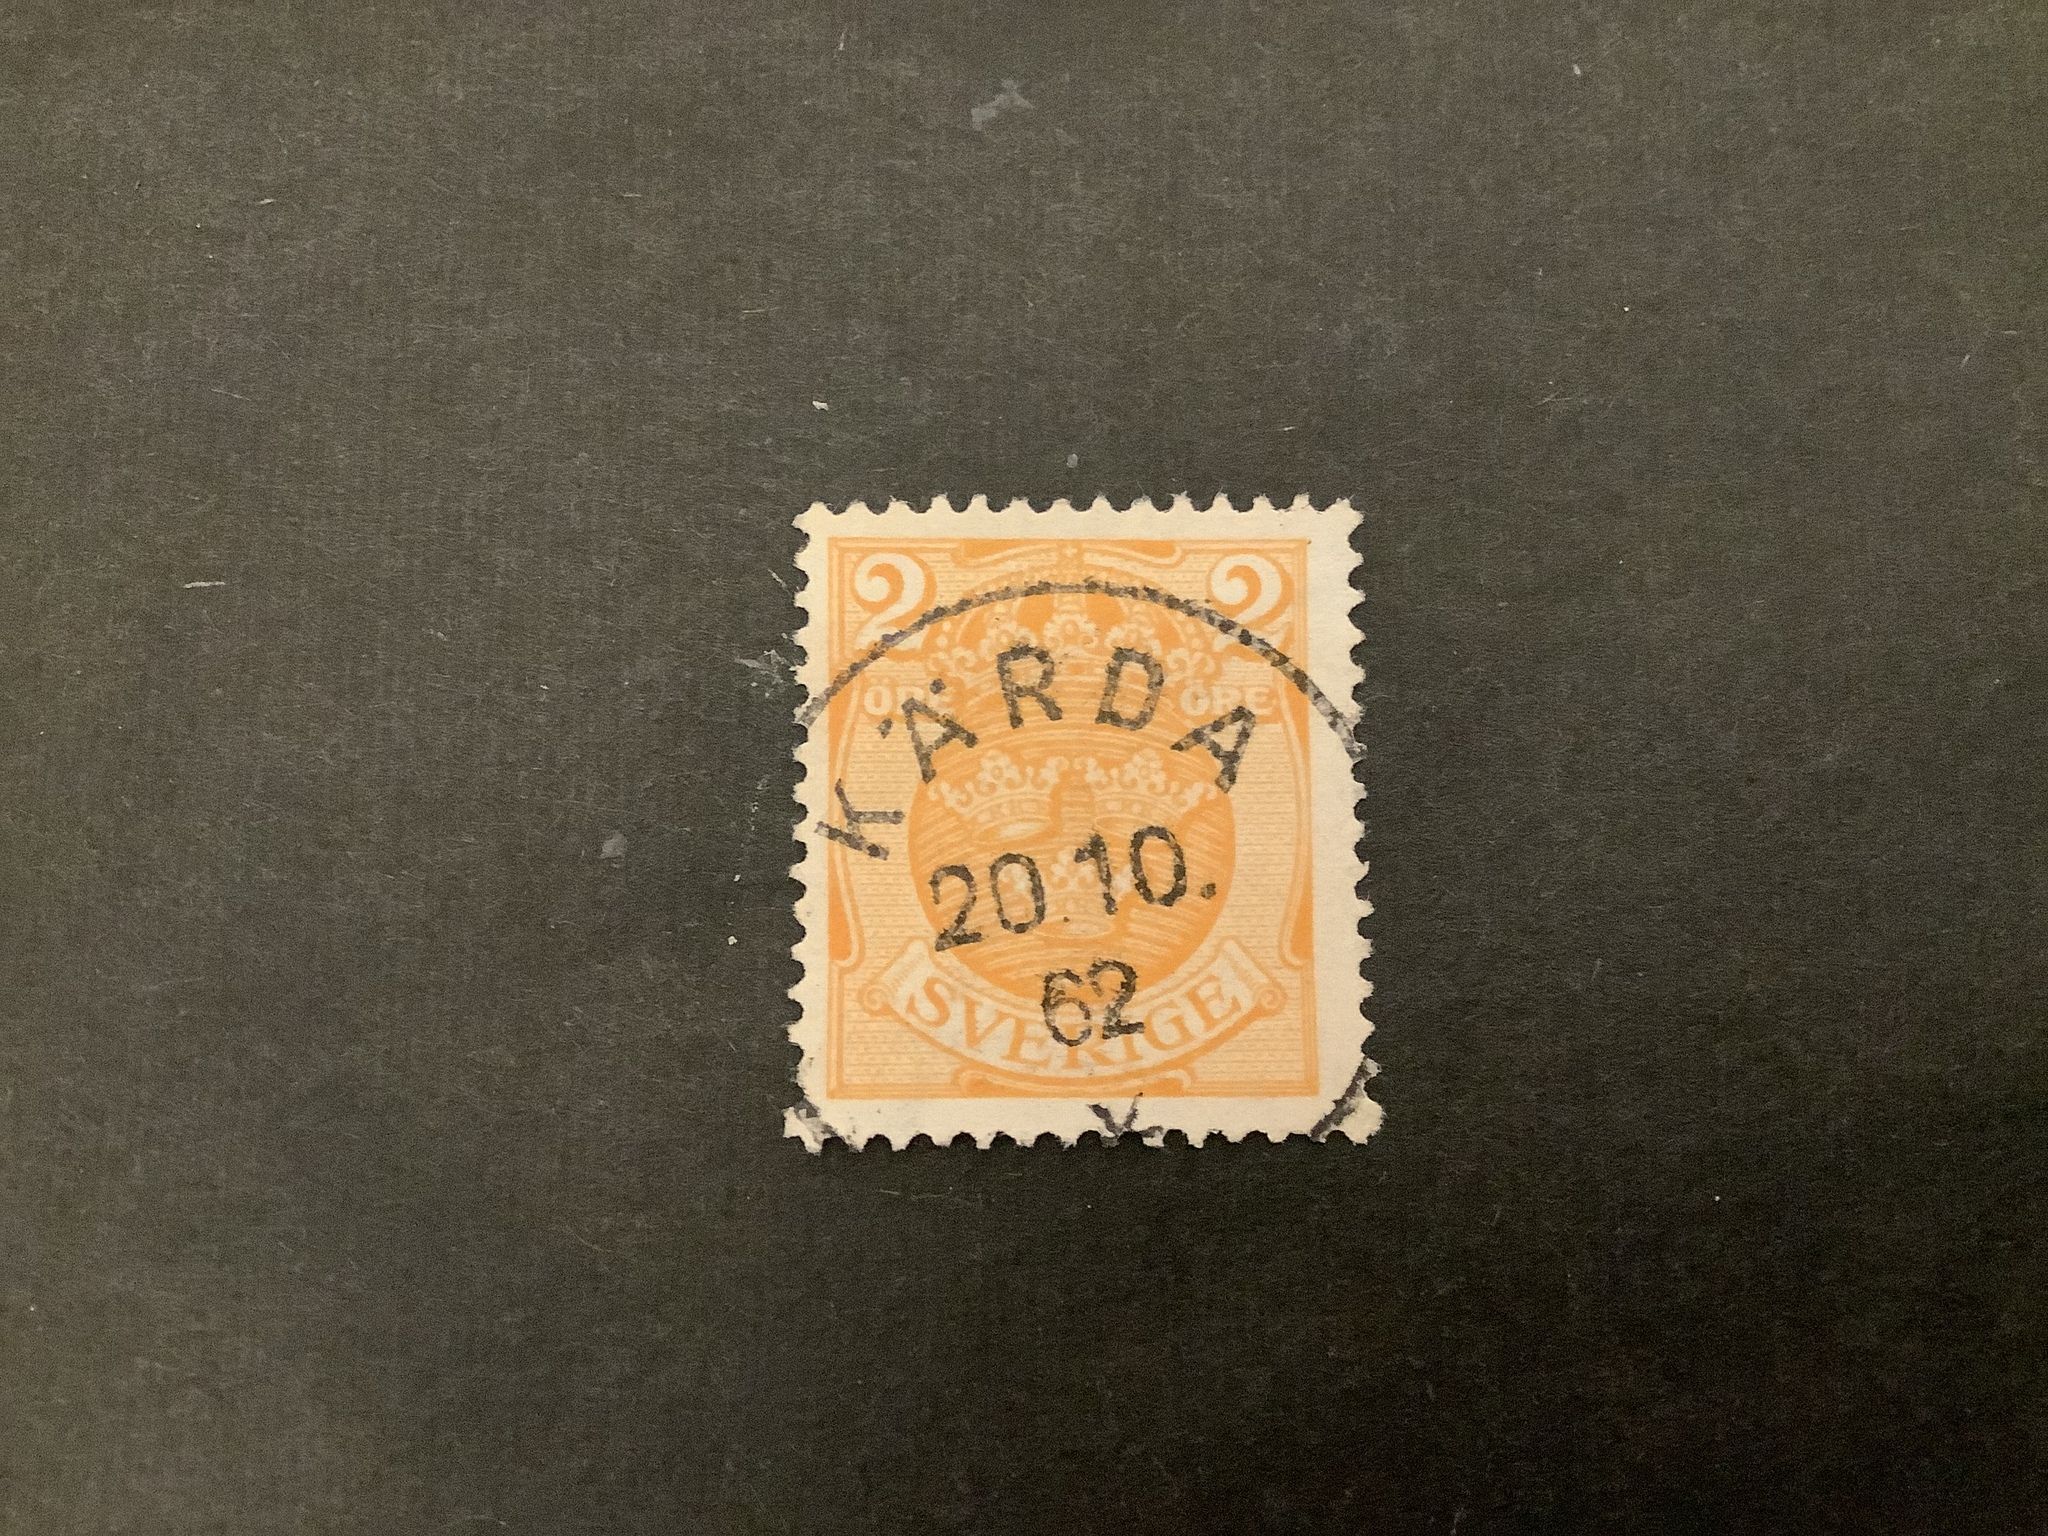 2 2
ÖRE ÖRE
KÄRDA
20.10.
62
SVERIGE